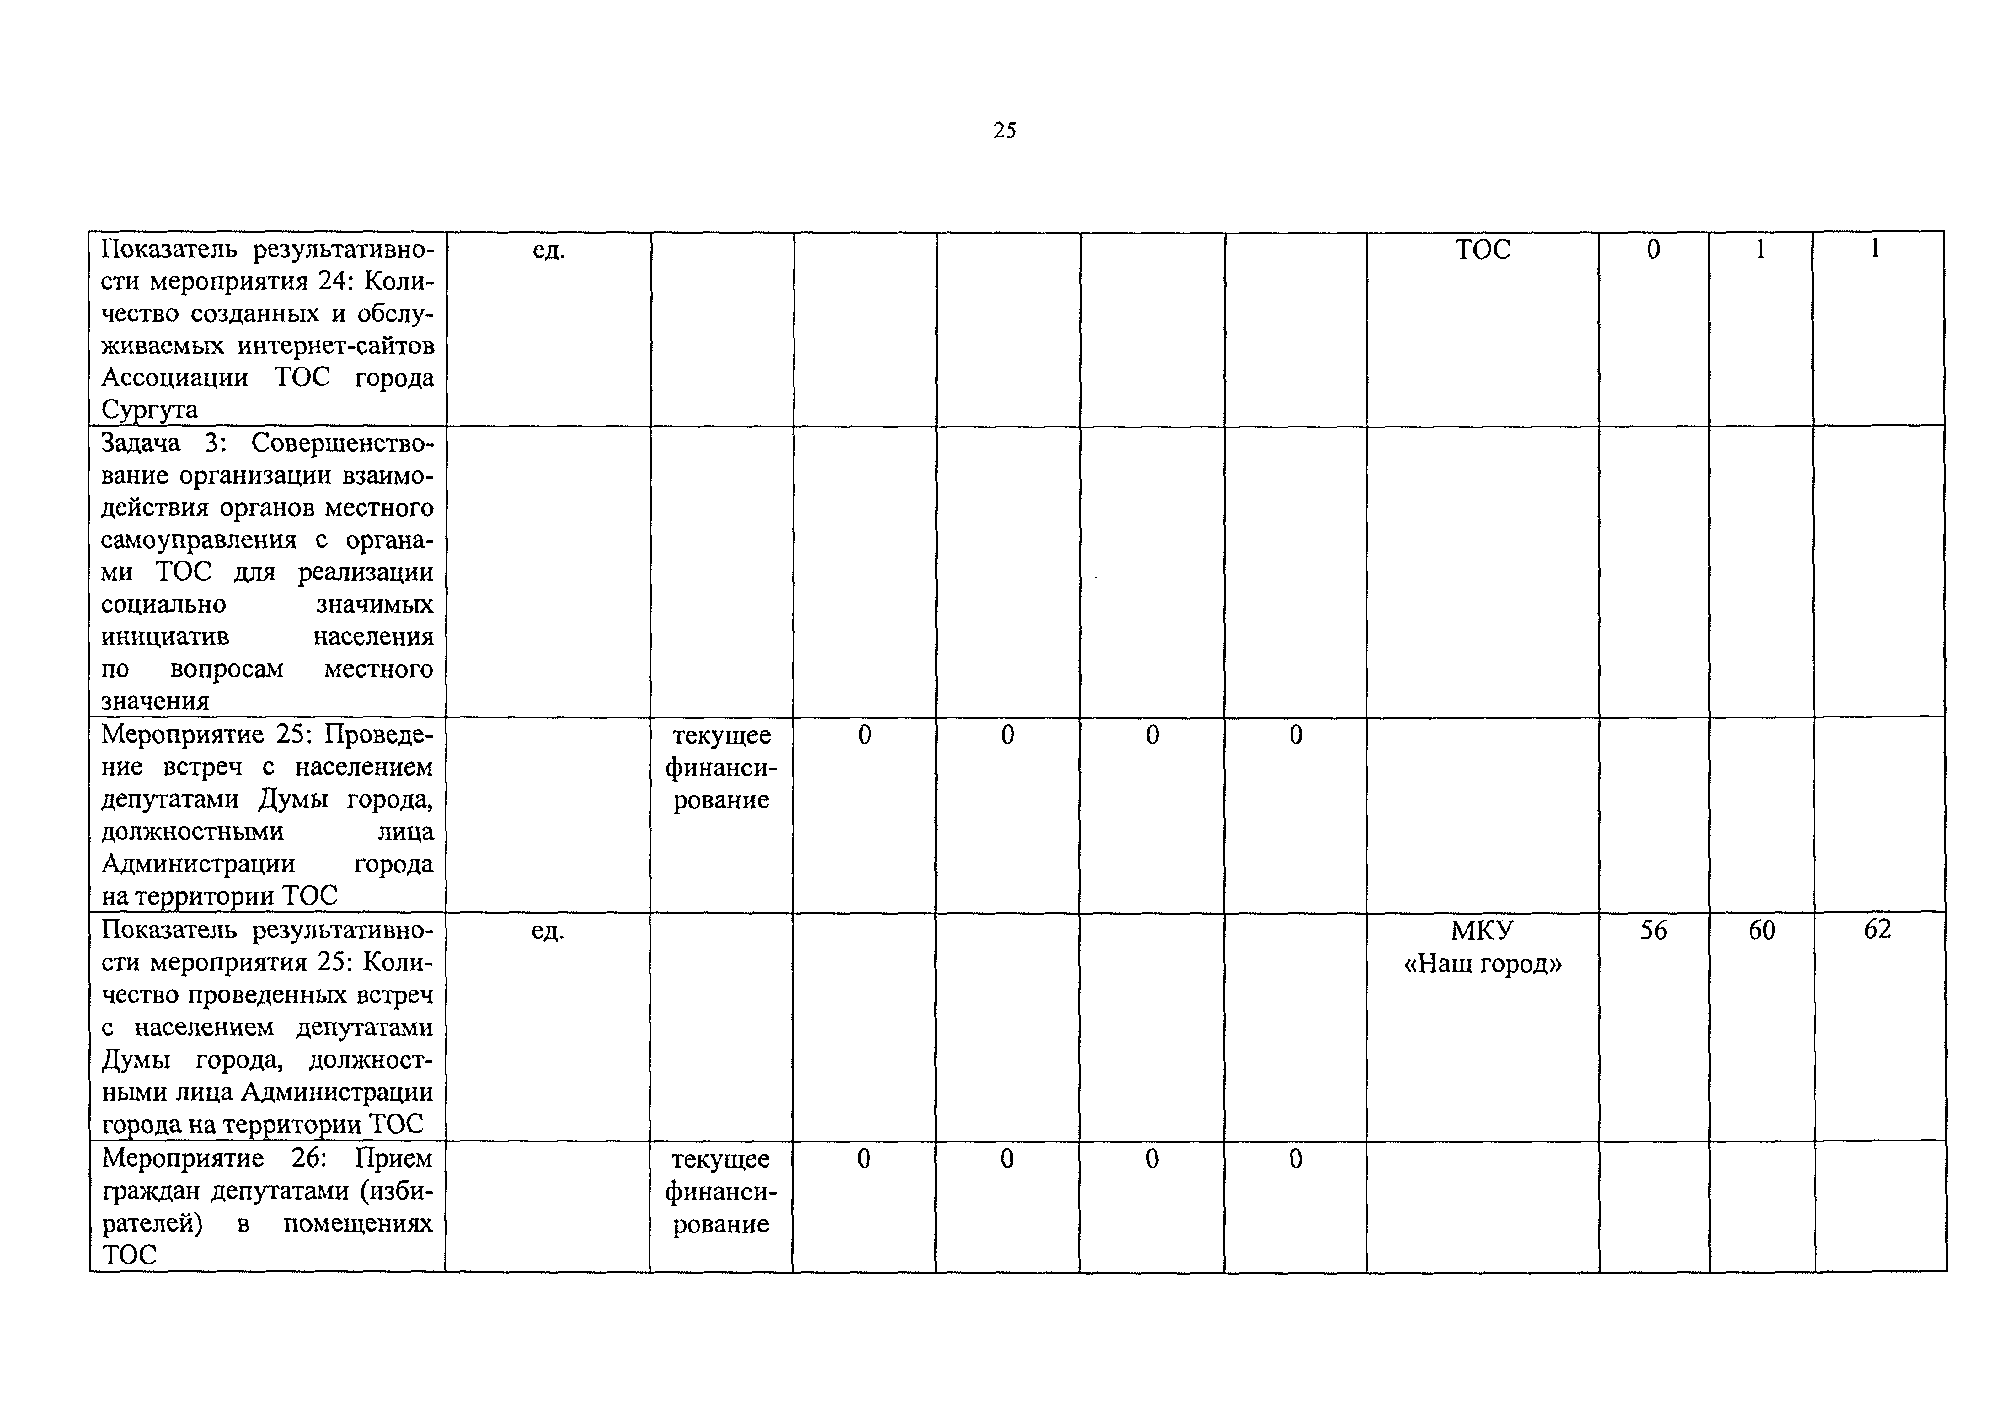 25
Показатель результативно-
сти мероприятия 24: Коли-
чество созданных и обслу-
живаемых интернет-сайтов
Ассоциации ТОС города
Сургута
ед.
ТОС
0
1
1
Задача 3: Совершенство-
вание организации взаимо-
действия органов местного
самоуправления с органа-
ми ТОС для реализации
социально значимых
инициатив населения
по вопросам местного
значения
Мероприятие 25: Проведе-
ние встреч с населением
депутатами Думы города,
должностными лица
Администрации города
на территории ТОС
текущее
финанси-
рование
0
0
0
0
Показатель результативно-
сти мероприятия 25: Коли-
чество проведенных встреч
с населением депутатами
Думы города, должност-
ными лица Администрации
города на территории ТОС
ед.
МКУ
«Наш город»
56
60
62
Мероприятие 26: Прием
граждан депутатами (изби-
рателей) в помещениях
ТОС
текущее
финанси-
рование
0
0
0
0